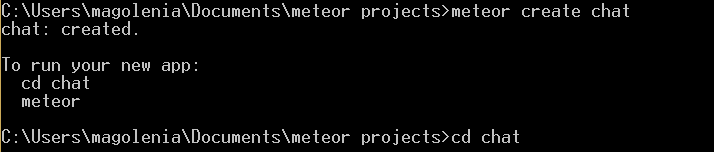 C:\Users\magolenia\Documents\meteor projects>meteor create chat
chat: created.
To run your new app:
  cd chat
  meteor
C:\Users\magolenia\Documents\meteor projects>cd chat